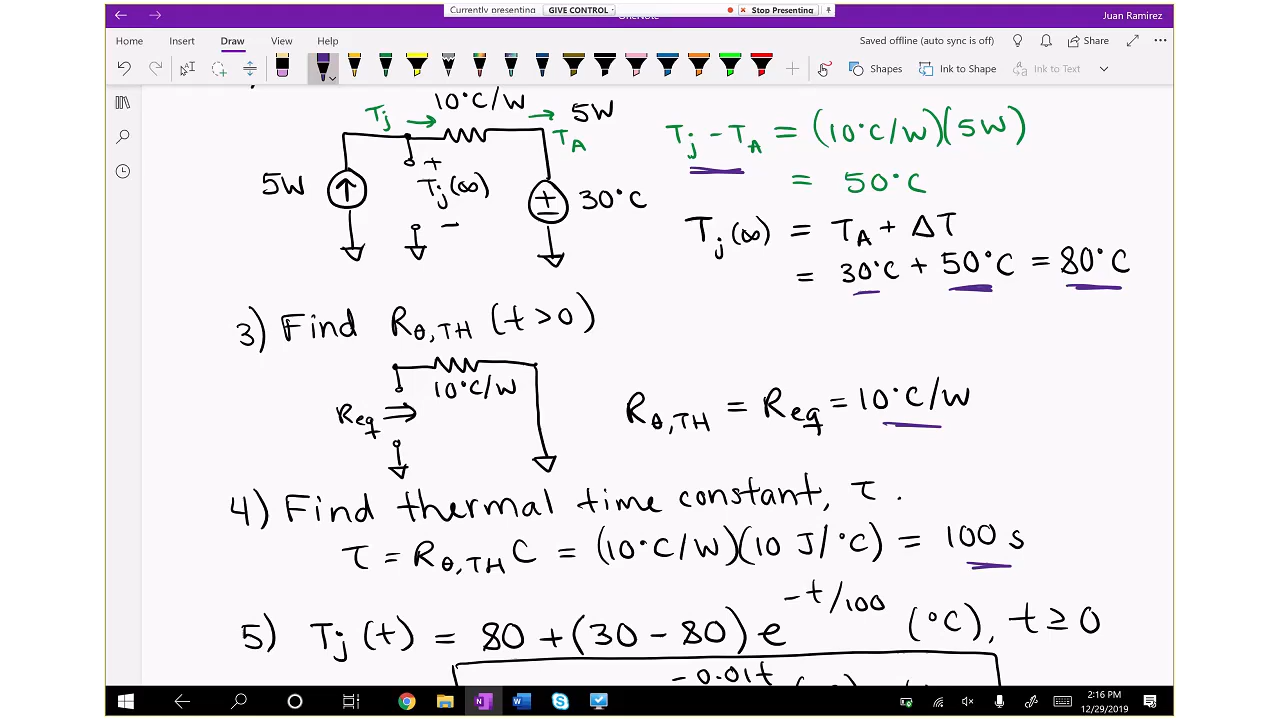 Currently presenting GIVE CONTROL Stop Presenting
OneNote
Juan Ramirez
Home Insert Draw View Help Saved offline (auto sync is off) Share
Shapes Ink to Shape Ink to Text
10°C/W
Tj → → 5W
TA
Tj - TA = (10°C/W)(5W)
= 50°C
5W + Tj(∞) - 30°C
Tj(∞) = TA + ΔT
= 30°C + 50°C = 80°C
3) Find Rθ,TH (t>0)
10°C/W
Req ⇒
Rθ,TH = Req = 10°C/W
4) Find thermal time constant, τ.
τ = Rθ,TH C = (10°C/W)(10 J/°C) = 100 s
5) Tj(t) = 80 + (30 - 80) e^-t/100 (°C), t ≥ 0
-0.01t
2:16 PM
12/29/2019